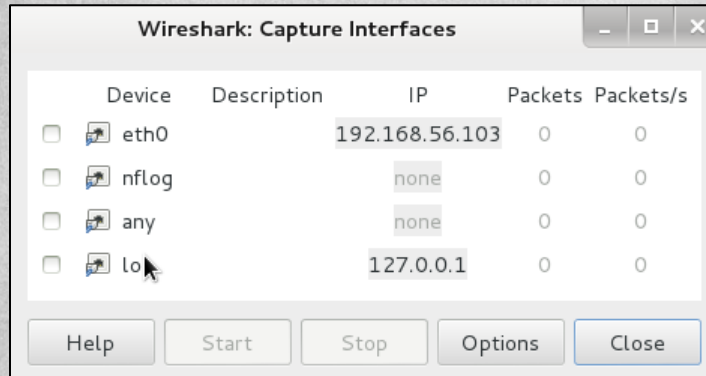 Wireshark: Capture Interfaces
Device Description IP Packets Packets/s
eth0 192.168.56.103 0 0
nflog none 0 0
any none 0 0
lo 127.0.0.1 0 0
Help Start Stop Options Close